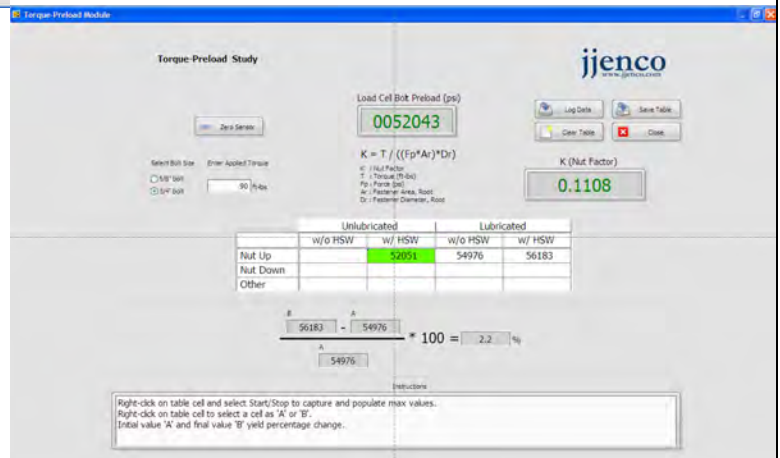 Torque-Preload Module
Torque-Preload Study
jjenco
www.jjenco.com
Load Cell Bolt Preload (psi)
0052043
Zero Sensor
Log Data
Save Table
Clear Table
Close
K = T / ((Fp*Ar)*Dr)
K : Nut Factor
T : Torque (ft-lbs)
Fp : Force (psi)
Ar : Fastener Area, Root
Dr : Fastener Diameter, Root
Select Bolt Size Enter Applied Torque
5/8" Bolt
3/4" Bolt
90 ft-lbs
K (Nut Factor)
0.1108
Unlubricated Lubricated
w/o HSW w/ HSW w/o HSW w/ HSW
Nut Up 52051 54976 56183
Nut Down
Other
B A
56183 - 54976
* 100 = 2.2 %
A
54976
Instructions
Right-click on table cell and select Start/Stop to capture and populate max values.
Right-click on table cell to select a cell as 'A' or 'B'.
Initial value 'A' and final value 'B' yield percentage change.